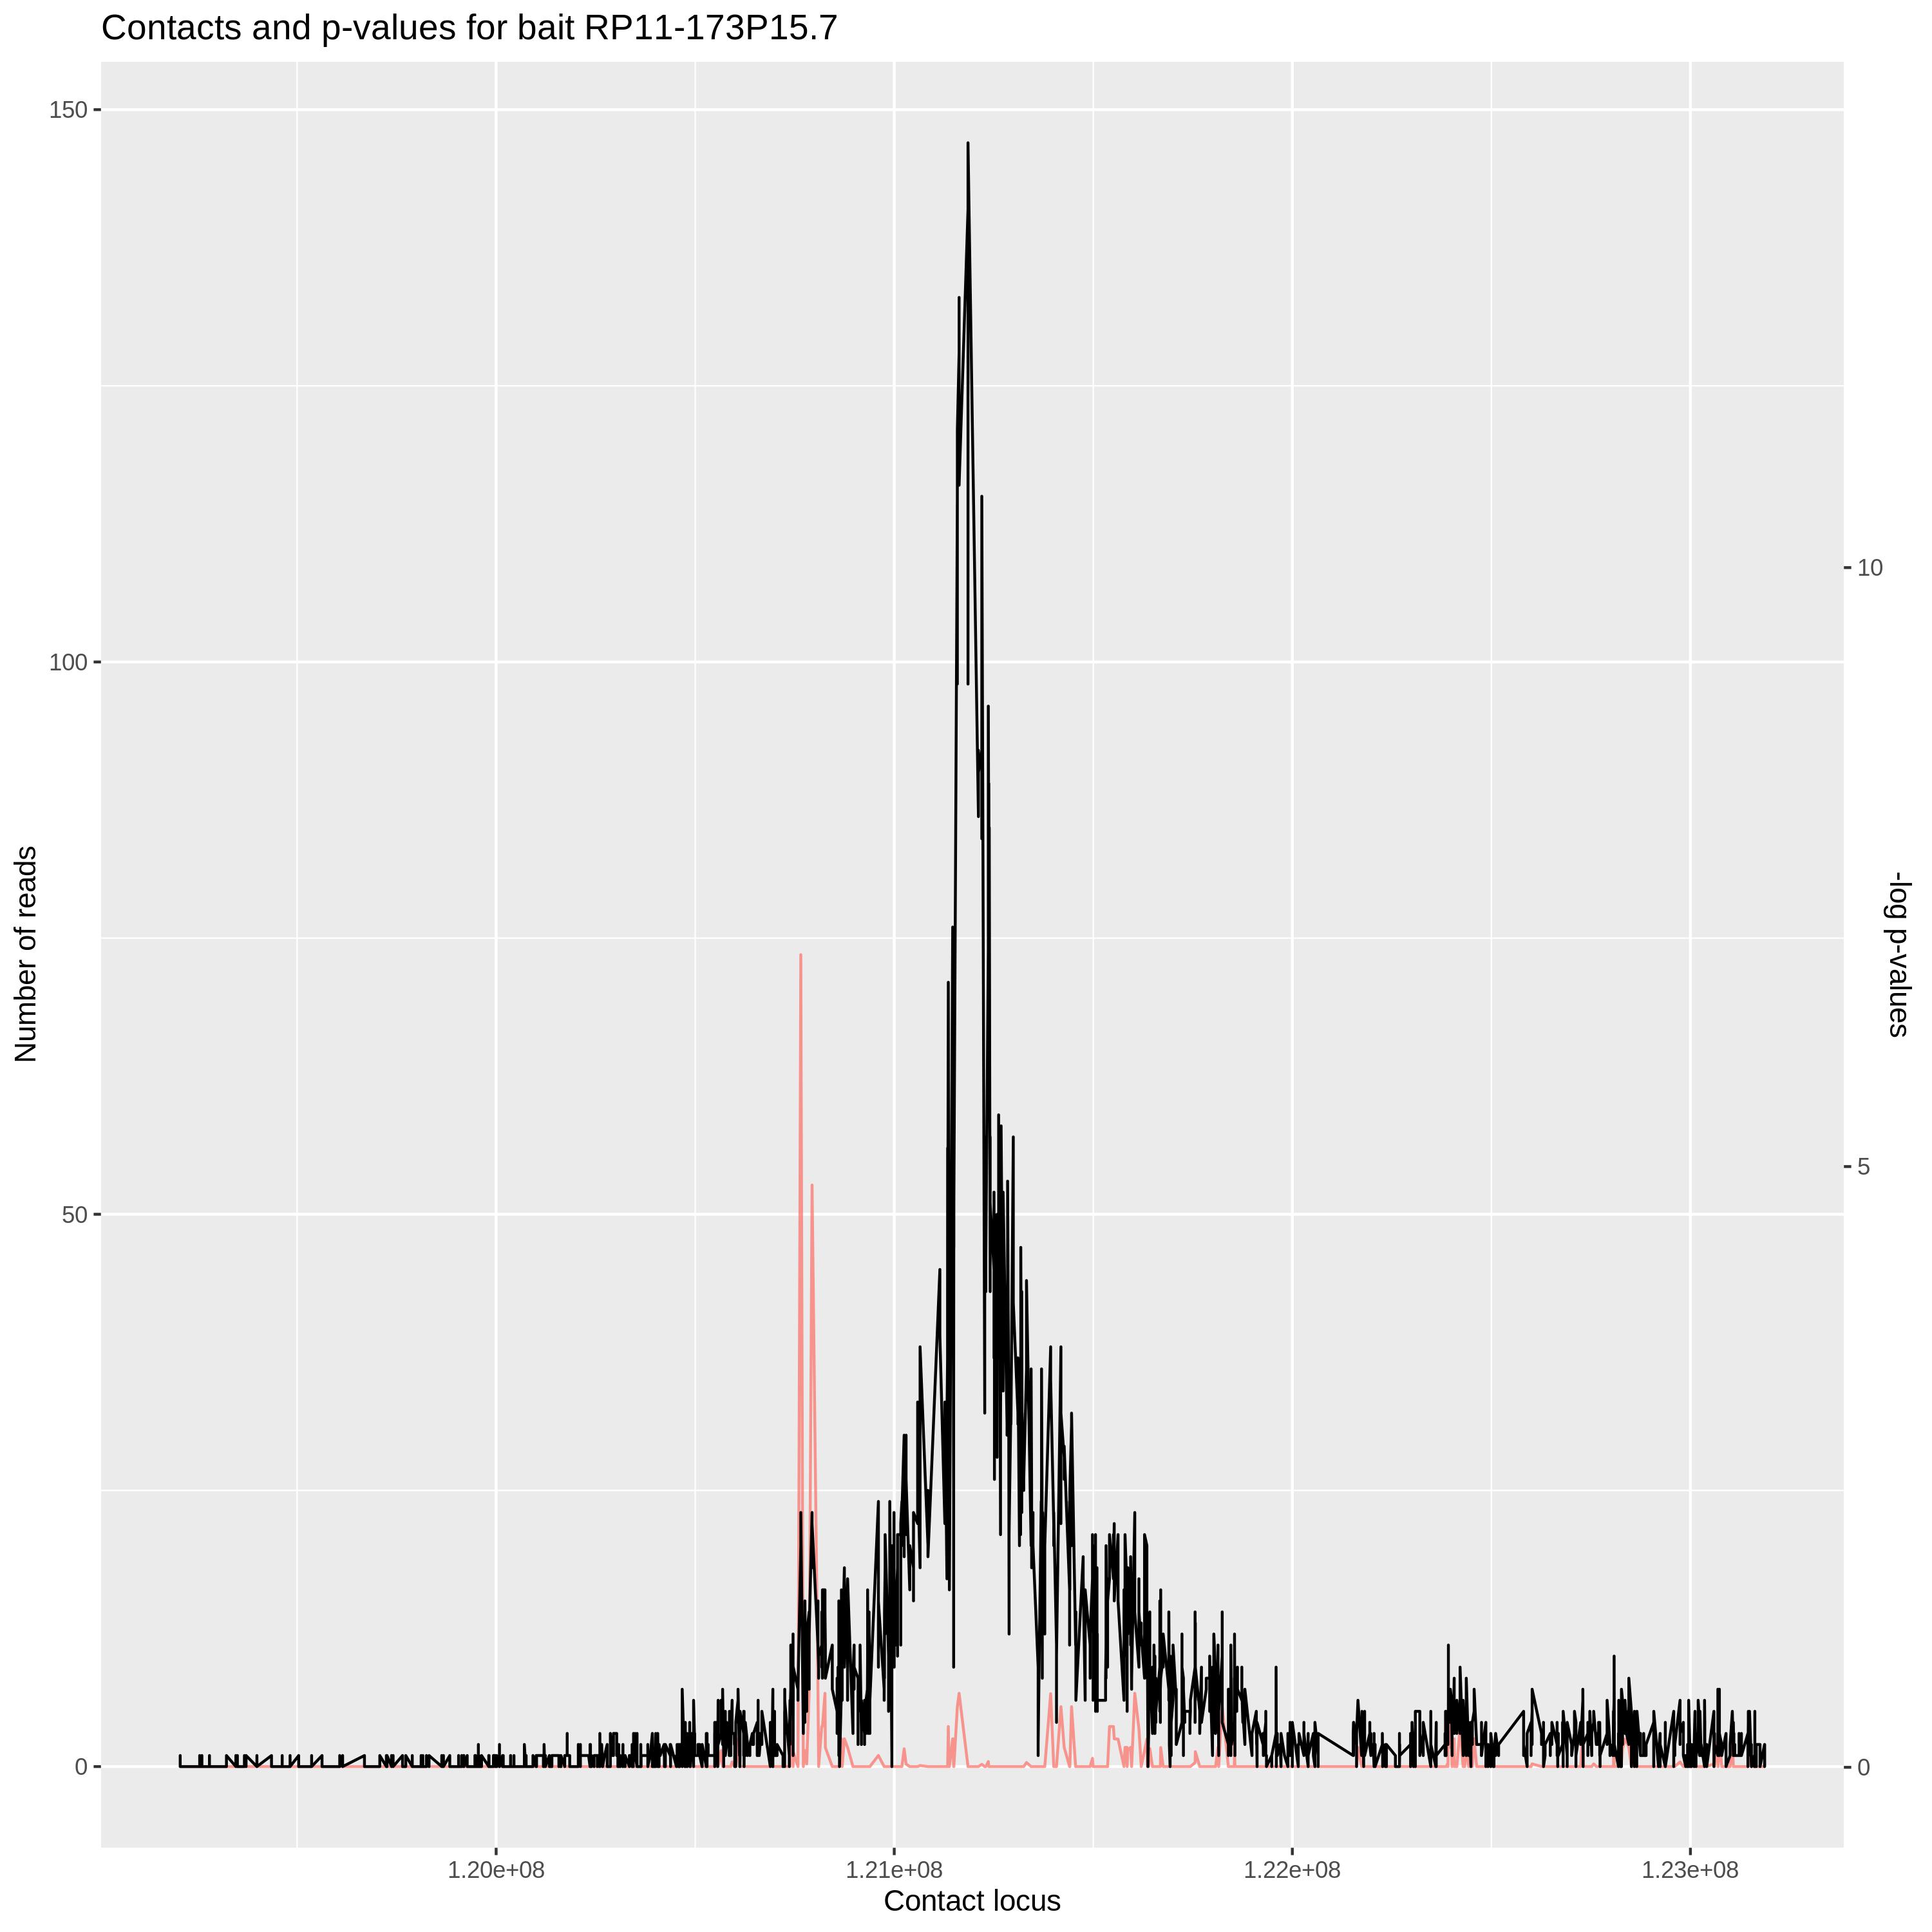 Contacts and p-values for bait RP11-173P15.7
150
100
50
0
Number of reads
10
5
0
-log p-values
1.20e+08
1.21e+08
1.22e+08
1.23e+08
Contact locus